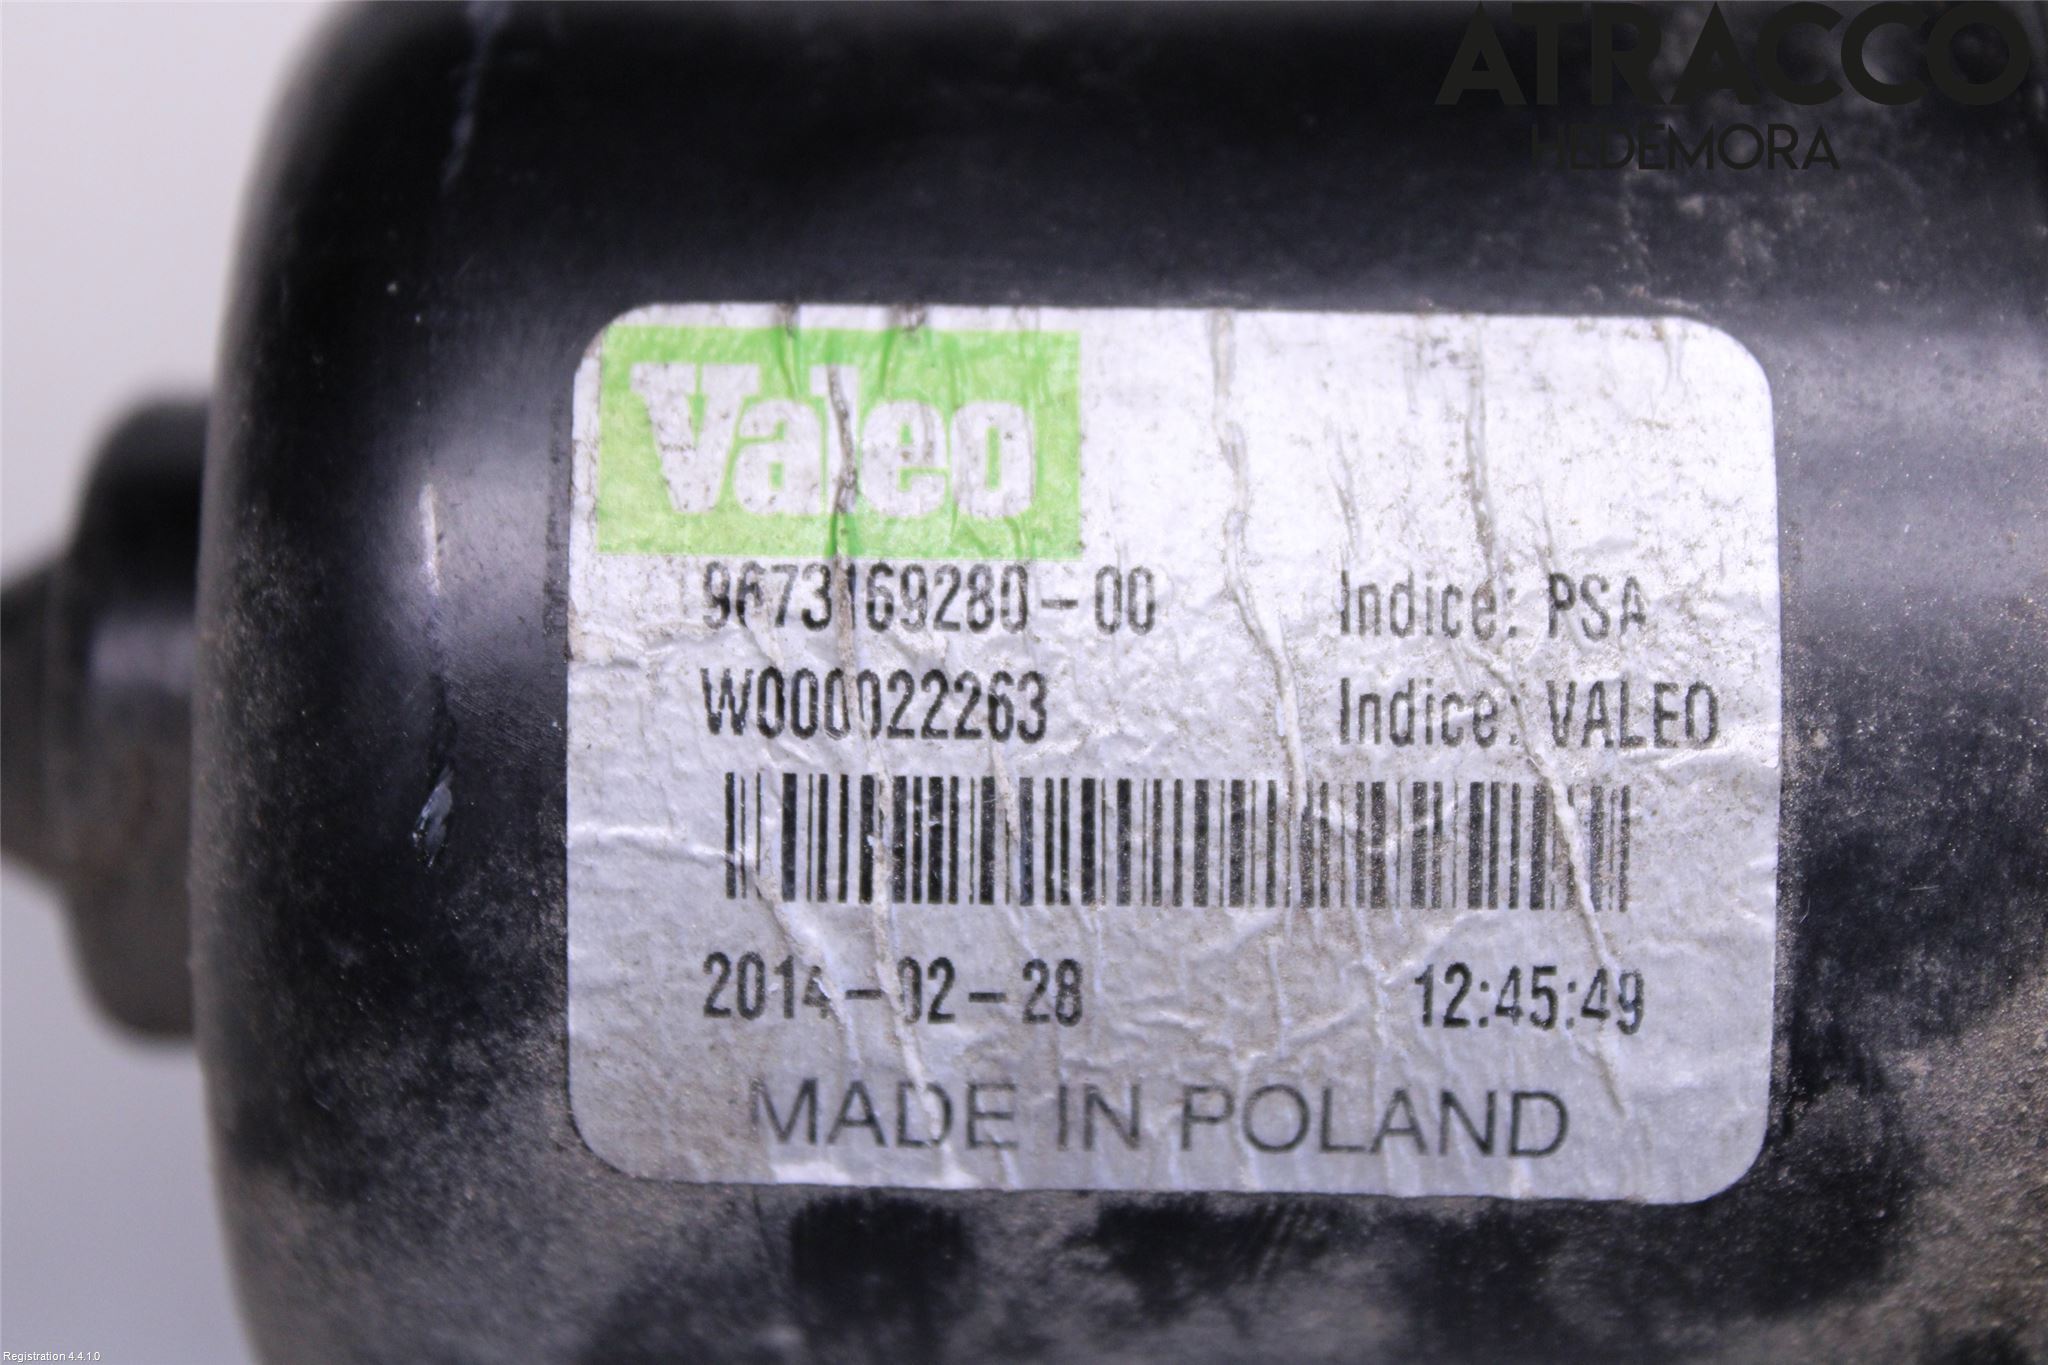 ATRACCO
HEDEMORA
Valeo
9673169280-00 Indice: PSA
W000022263 Indice: VALEO
2014-02-28 12:45:49
MADE IN POLAND
Registration 4.4.1.0